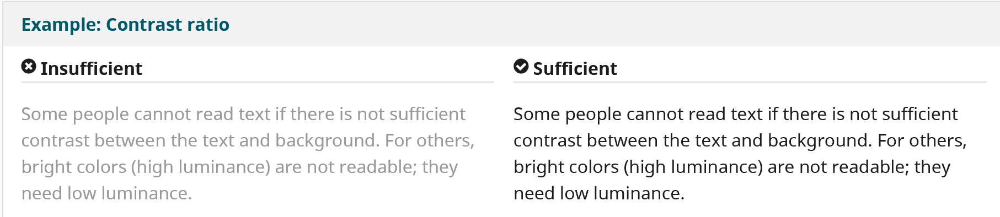 Example: Contrast ratio
Insufficient
Some people cannot read text if there is not sufficient
contrast between the text and background. For others,
bright colors (high luminance) are not readable; they
need low luminance.
Sufficient
Some people cannot read text if there is not sufficient
contrast between the text and background. For others,
bright colors (high luminance) are not readable; they
need low luminance.